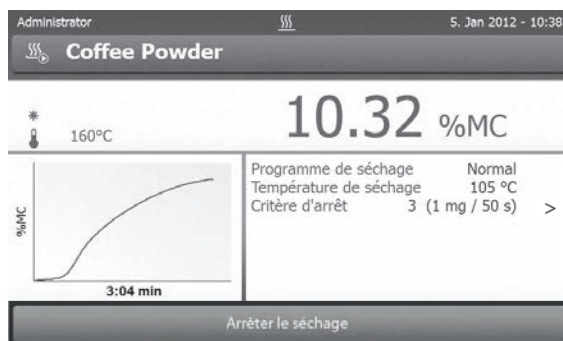 Administrator 5. Jan 2012 - 10:38
Coffee Powder
10.32 %MC
160°C
Programme de séchage Normal
Température de séchage 105 °C
Critère d'arrêt 3 (1 mg / 50 s) >
%MC
3:04 min
Arrêter le séchage